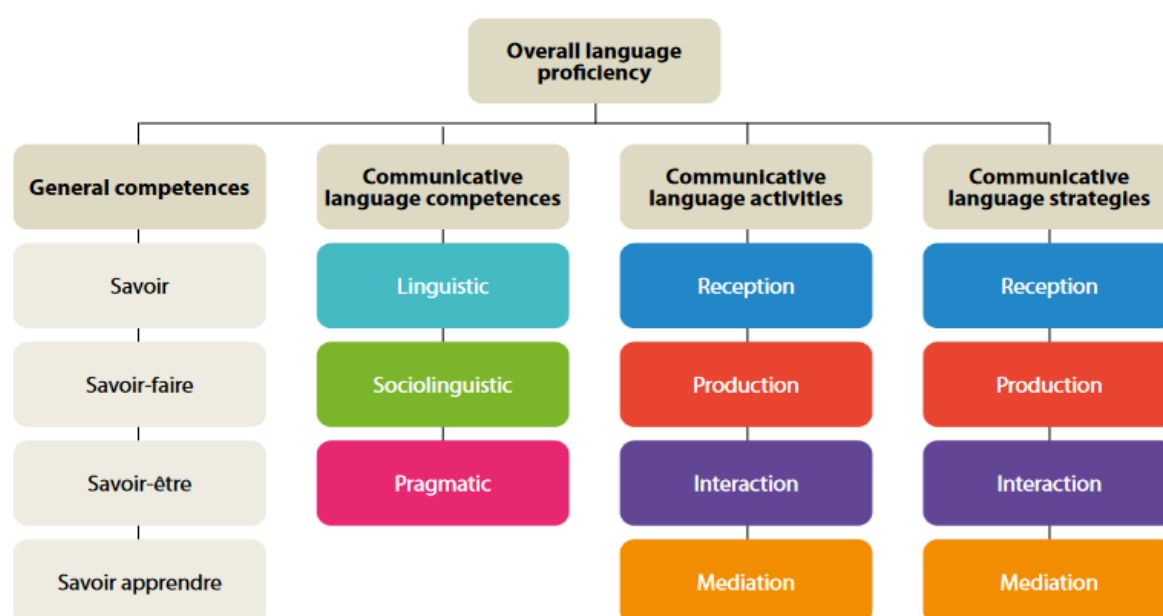 Overall language
proficiency
General competences
Communicative
language competences
Communicative
language activities
Communicative
language strategies
Savoir
Linguistic
Reception
Reception
Savoir-faire
Sociolinguistic
Production
Production
Savoir-être
Pragmatic
Interaction
Interaction
Savoir apprendre
Mediation
Mediation